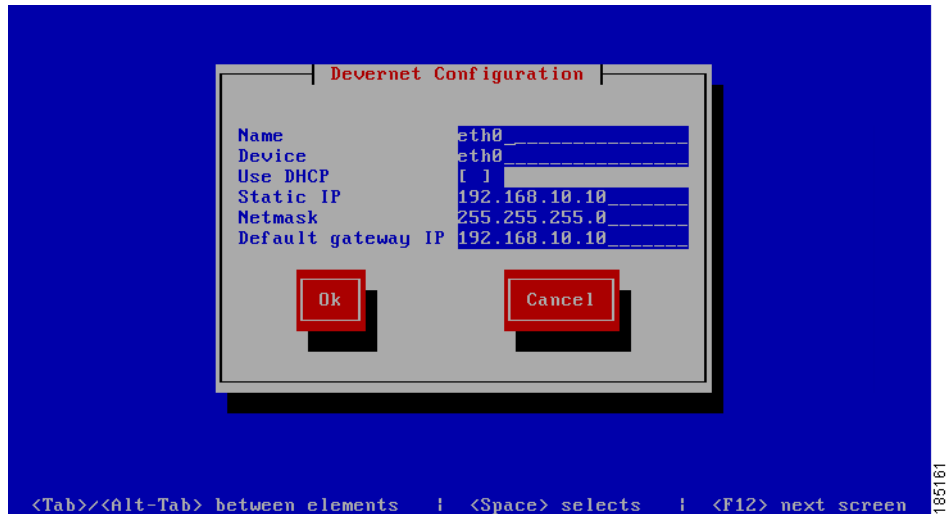 Devernet Configuration
Name eth0_______________
Device eth0_______________
Use DHCP [ ]
Static IP 192.168.10.10_______
Netmask 255.255.255.0_______
Default gateway IP 192.168.10.10_______
Ok Cancel
<Tab>/<Alt-Tab> between elements | <Space> selects | <F12> next screen
185161